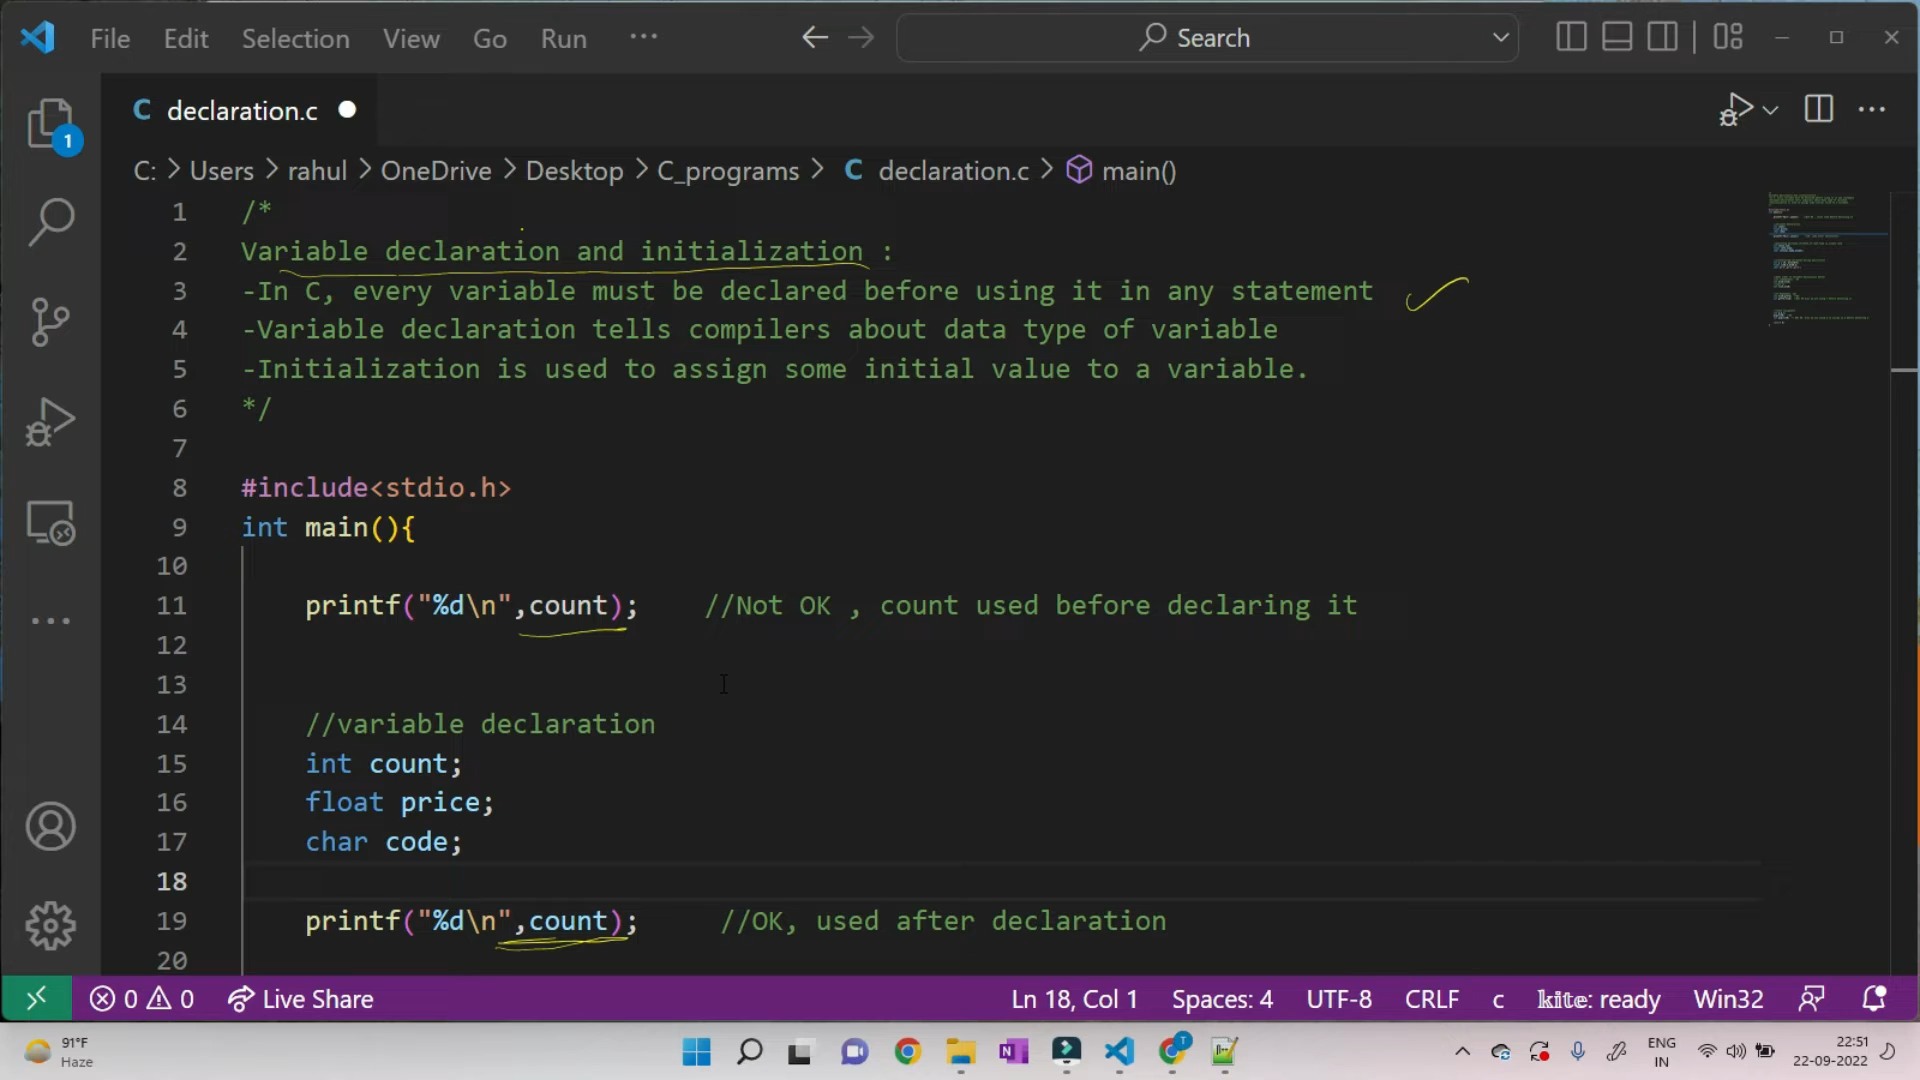 File Edit Selection View Go Run ··· Search
C declaration.c
C: > Users > rahul > OneDrive > Desktop > C_programs > C declaration.c > main()
1 /*
2 Variable declaration and initialization :
3 -In C, every variable must be declared before using it in any statement
4 -Variable declaration tells compilers about data type of variable
5 -Initialization is used to assign some initial value to a variable.
6 */
7
8 #include<stdio.h>
9 int main(){
10
11 printf("%d\n",count); //Not OK , count used before declaring it
12
13
14 //variable declaration
15 int count;
16 float price;
17 char code;
18
19 printf("%d\n",count); //OK, used after declaration
20
1
0 0 Live Share Ln 18, Col 1 Spaces: 4 UTF-8 CRLF C kite: ready Win32
91°F ENG 22:51
Haze IN 22-09-2022